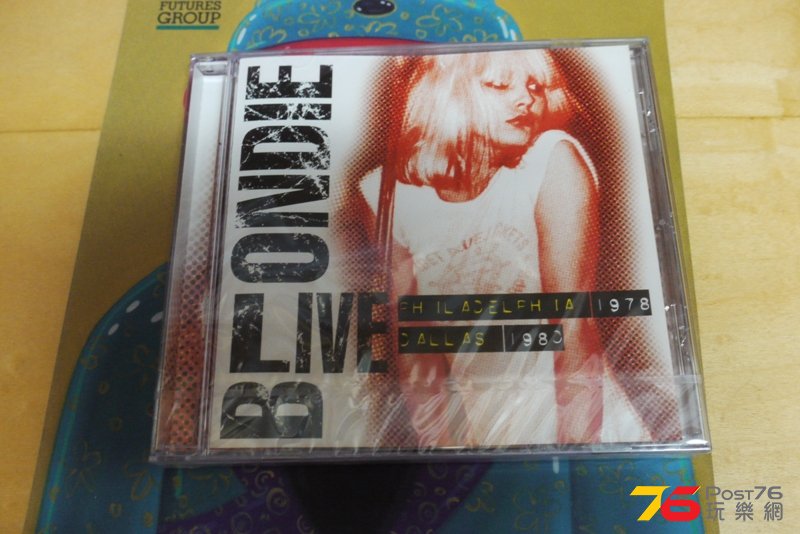 FUTURES
GROUP
BLONDIE
LIVE
PHILADELPHIA 1978
DALLAS 1980
76 POST76
玩樂網